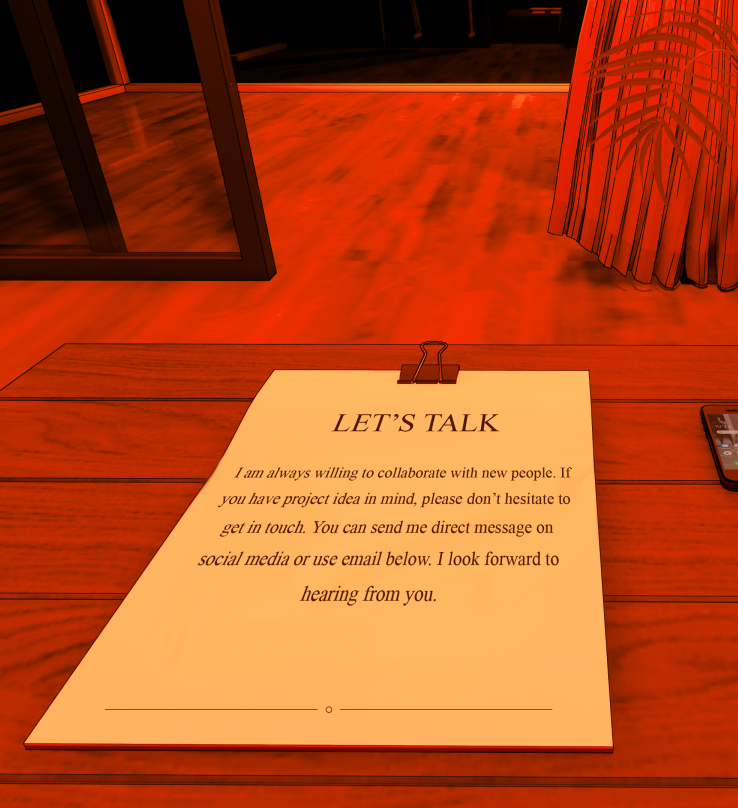 LET’S TALK
I am always willing to collaborate with new people. If
you have project idea in mind, please don’t hesitate to
get in touch. You can send me direct message on
social media or use email below. I look forward to
hearing from you.